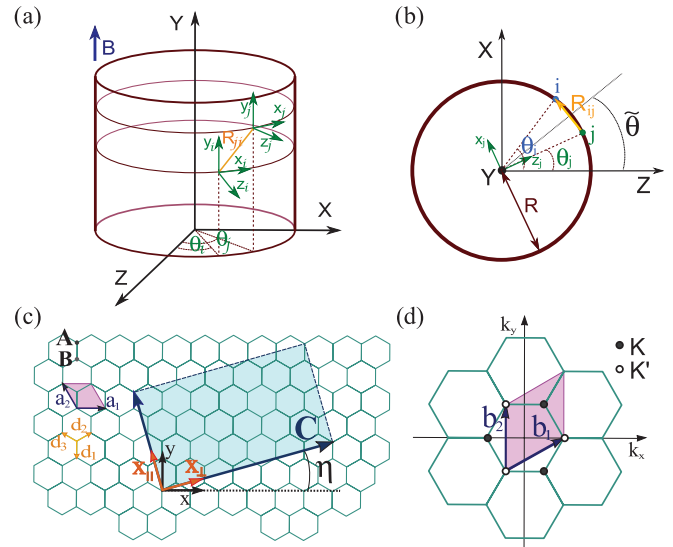 (a)
Y
B
y_j
x_j
R_ji
z_j
y_i
x_i
z_i
X
θ_i
θ_j
Z
(b)
X
i
R_ij
j
θ̃
x_j
θ_i
z_j
θ_j
Y
Z
R
(c)
A
B
a_2
a_1
d_2
d_3
d_1
C
x_||
y
x_⊥
η
x
(d)
k_y
K
K'
b_2
b_1
k_x